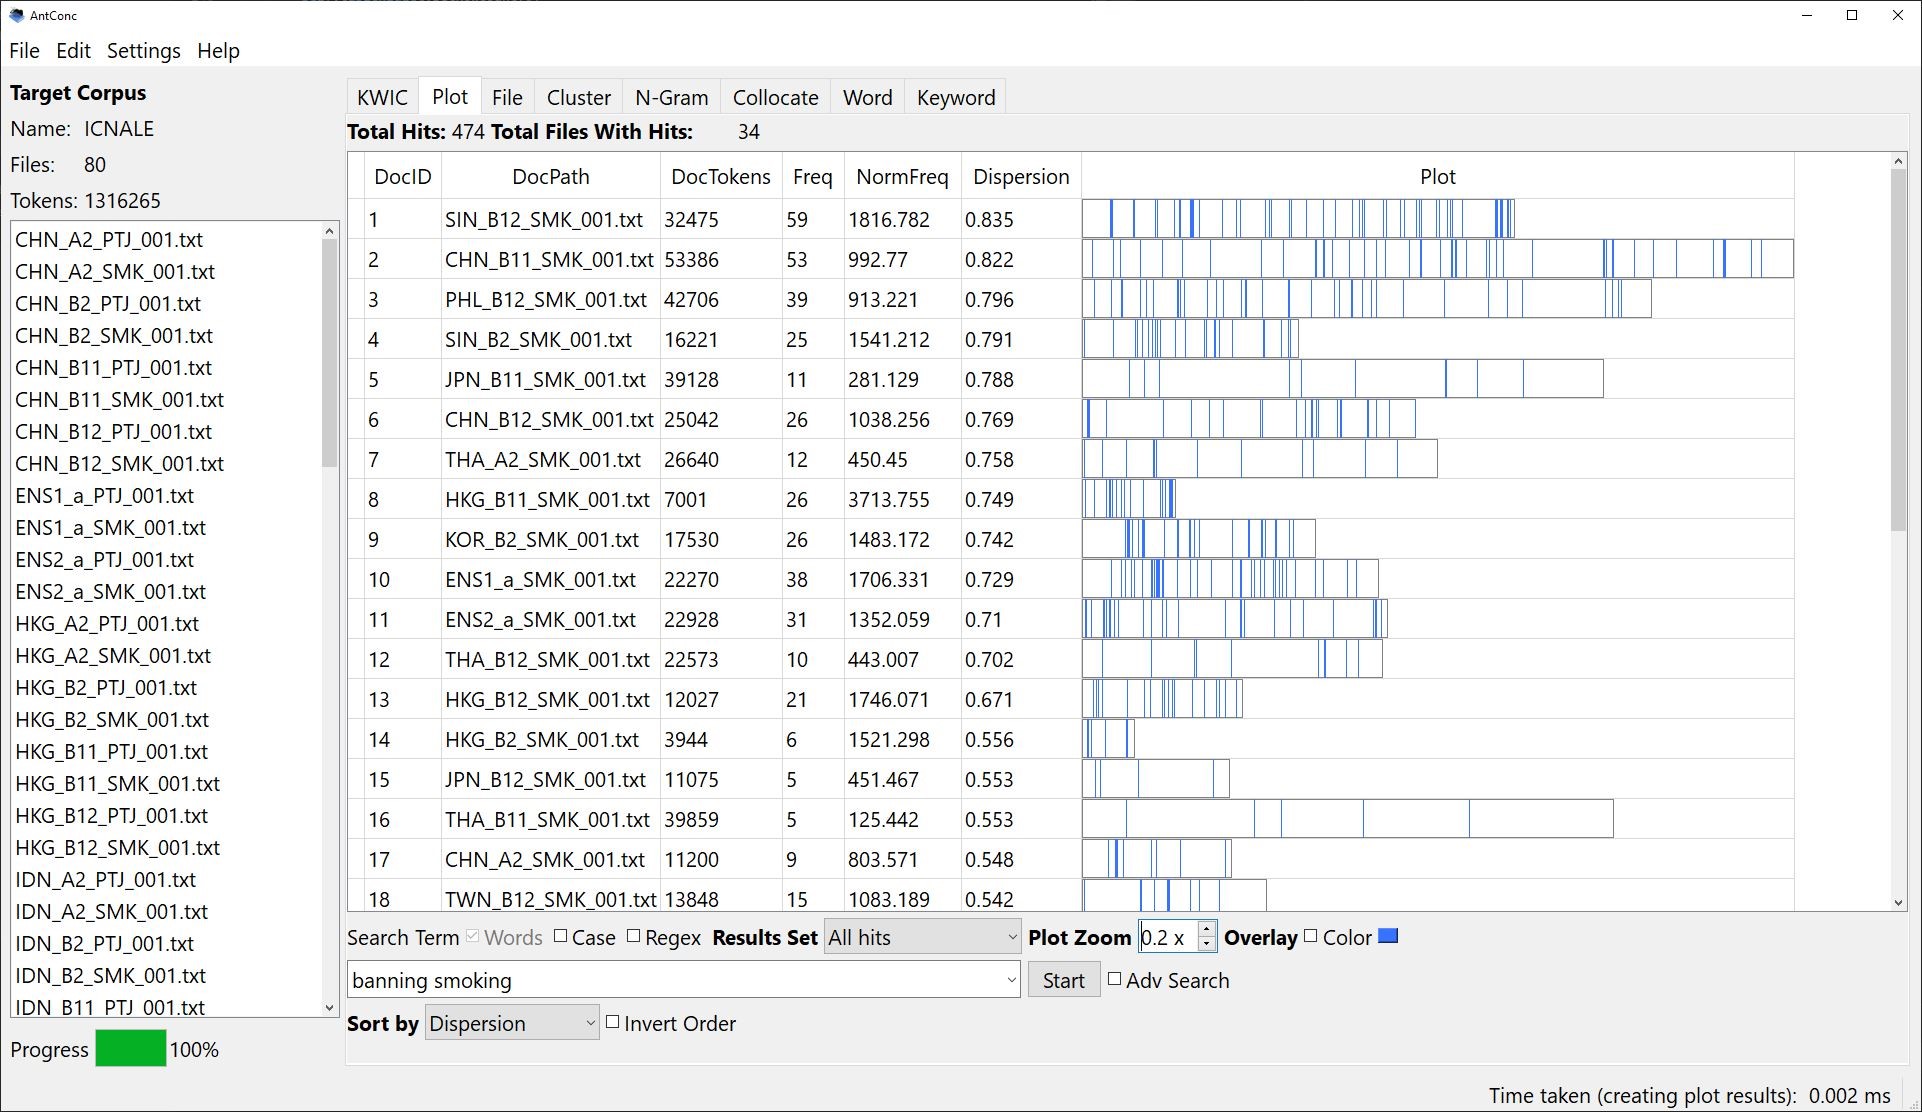 AntConc
File Edit Settings Help
Target Corpus
Name: ICNALE
Files: 80
Tokens: 1316265
CHN_A2_PTJ_001.txt
CHN_A2_SMK_001.txt
CHN_B2_PTJ_001.txt
CHN_B2_SMK_001.txt
CHN_B11_PTJ_001.txt
CHN_B11_SMK_001.txt
CHN_B12_PTJ_001.txt
CHN_B12_SMK_001.txt
ENS1_a_PTJ_001.txt
ENS1_a_SMK_001.txt
ENS2_a_PTJ_001.txt
ENS2_a_SMK_001.txt
HKG_A2_PTJ_001.txt
HKG_A2_SMK_001.txt
HKG_B2_PTJ_001.txt
HKG_B2_SMK_001.txt
HKG_B11_PTJ_001.txt
HKG_B11_SMK_001.txt
HKG_B12_PTJ_001.txt
HKG_B12_SMK_001.txt
IDN_A2_PTJ_001.txt
IDN_A2_SMK_001.txt
IDN_B2_PTJ_001.txt
IDN_B2_SMK_001.txt
IDN_B11_PTJ_001.txt
Progress 100%
KWIC Plot File Cluster N-Gram Collocate Word Keyword
Total Hits: 474 Total Files With Hits: 34
DocID DocPath DocTokens Freq NormFreq Dispersion Plot
1 SIN_B12_SMK_001.txt 32475 59 1816.782 0.835
2 CHN_B11_SMK_001.txt 53386 53 992.77 0.822
3 PHL_B12_SMK_001.txt 42706 39 913.221 0.796
4 SIN_B2_SMK_001.txt 16221 25 1541.212 0.791
5 JPN_B11_SMK_001.txt 39128 11 281.129 0.788
6 CHN_B12_SMK_001.txt 25042 26 1038.256 0.769
7 THA_A2_SMK_001.txt 26640 12 450.45 0.758
8 HKG_B11_SMK_001.txt 7001 26 3713.755 0.749
9 KOR_B2_SMK_001.txt 17530 26 1483.172 0.742
10 ENS1_a_SMK_001.txt 22270 38 1706.331 0.729
11 ENS2_a_SMK_001.txt 22928 31 1352.059 0.71
12 THA_B12_SMK_001.txt 22573 10 443.007 0.702
13 HKG_B12_SMK_001.txt 12027 21 1746.071 0.671
14 HKG_B2_SMK_001.txt 3944 6 1521.298 0.556
15 JPN_B12_SMK_001.txt 11075 5 451.467 0.553
16 THA_B11_SMK_001.txt 39859 5 125.442 0.553
17 CHN_A2_SMK_001.txt 11200 9 803.571 0.548
18 TWN_B12_SMK_001.txt 13848 15 1083.189 0.542
Search Term Words Case Regex Results Set All hits Plot Zoom 0.2 x Overlay Color
banning smoking Start Adv Search
Sort by Dispersion Invert Order
Time taken (creating plot results): 0.002 ms